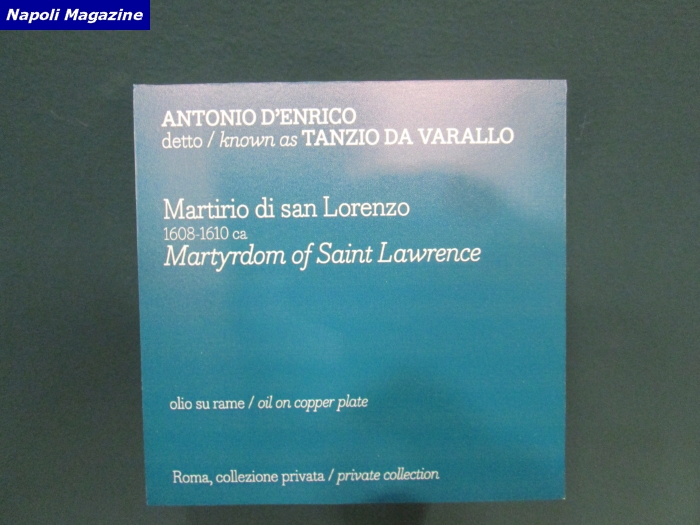 Napoli Magazine
ANTONIO D'ENRICO
detto / known as TANZIO DA VARALLO
Martirio di san Lorenzo
1608-1610 ca
Martyrdom of Saint Lawrence
olio su rame / oil on copper plate
Roma, collezione privata / private collection